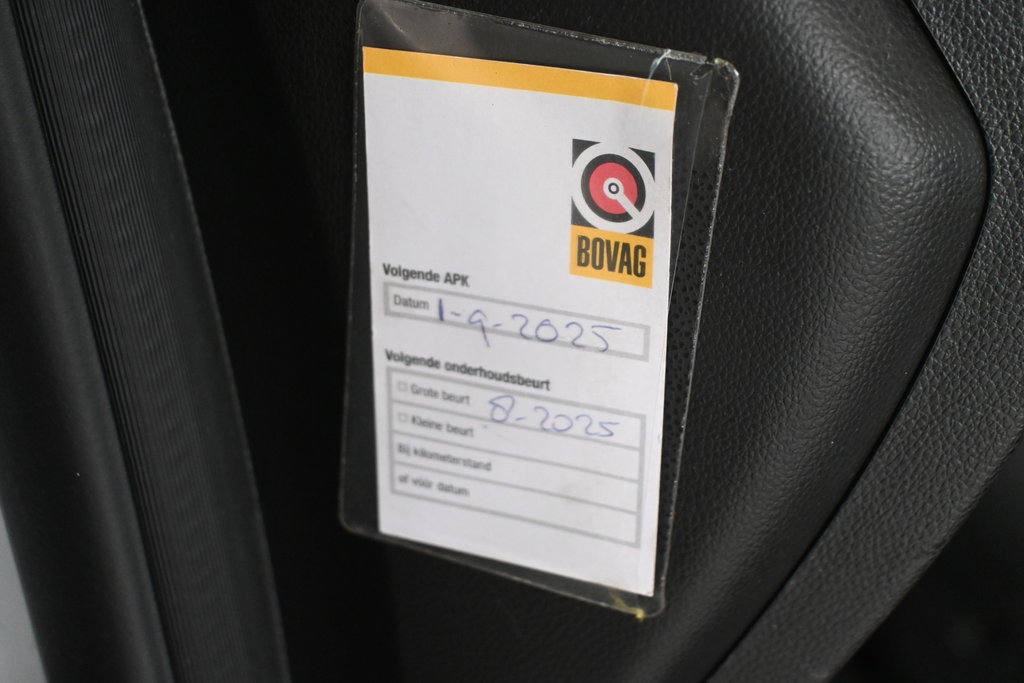 BOVAG
Volgende APK
Datum 1-9-2025
Volgende onderhoudsbeurt
Grote beurt 8-2025
Kleine beurt
Bij kilometerstand
of vóór datum